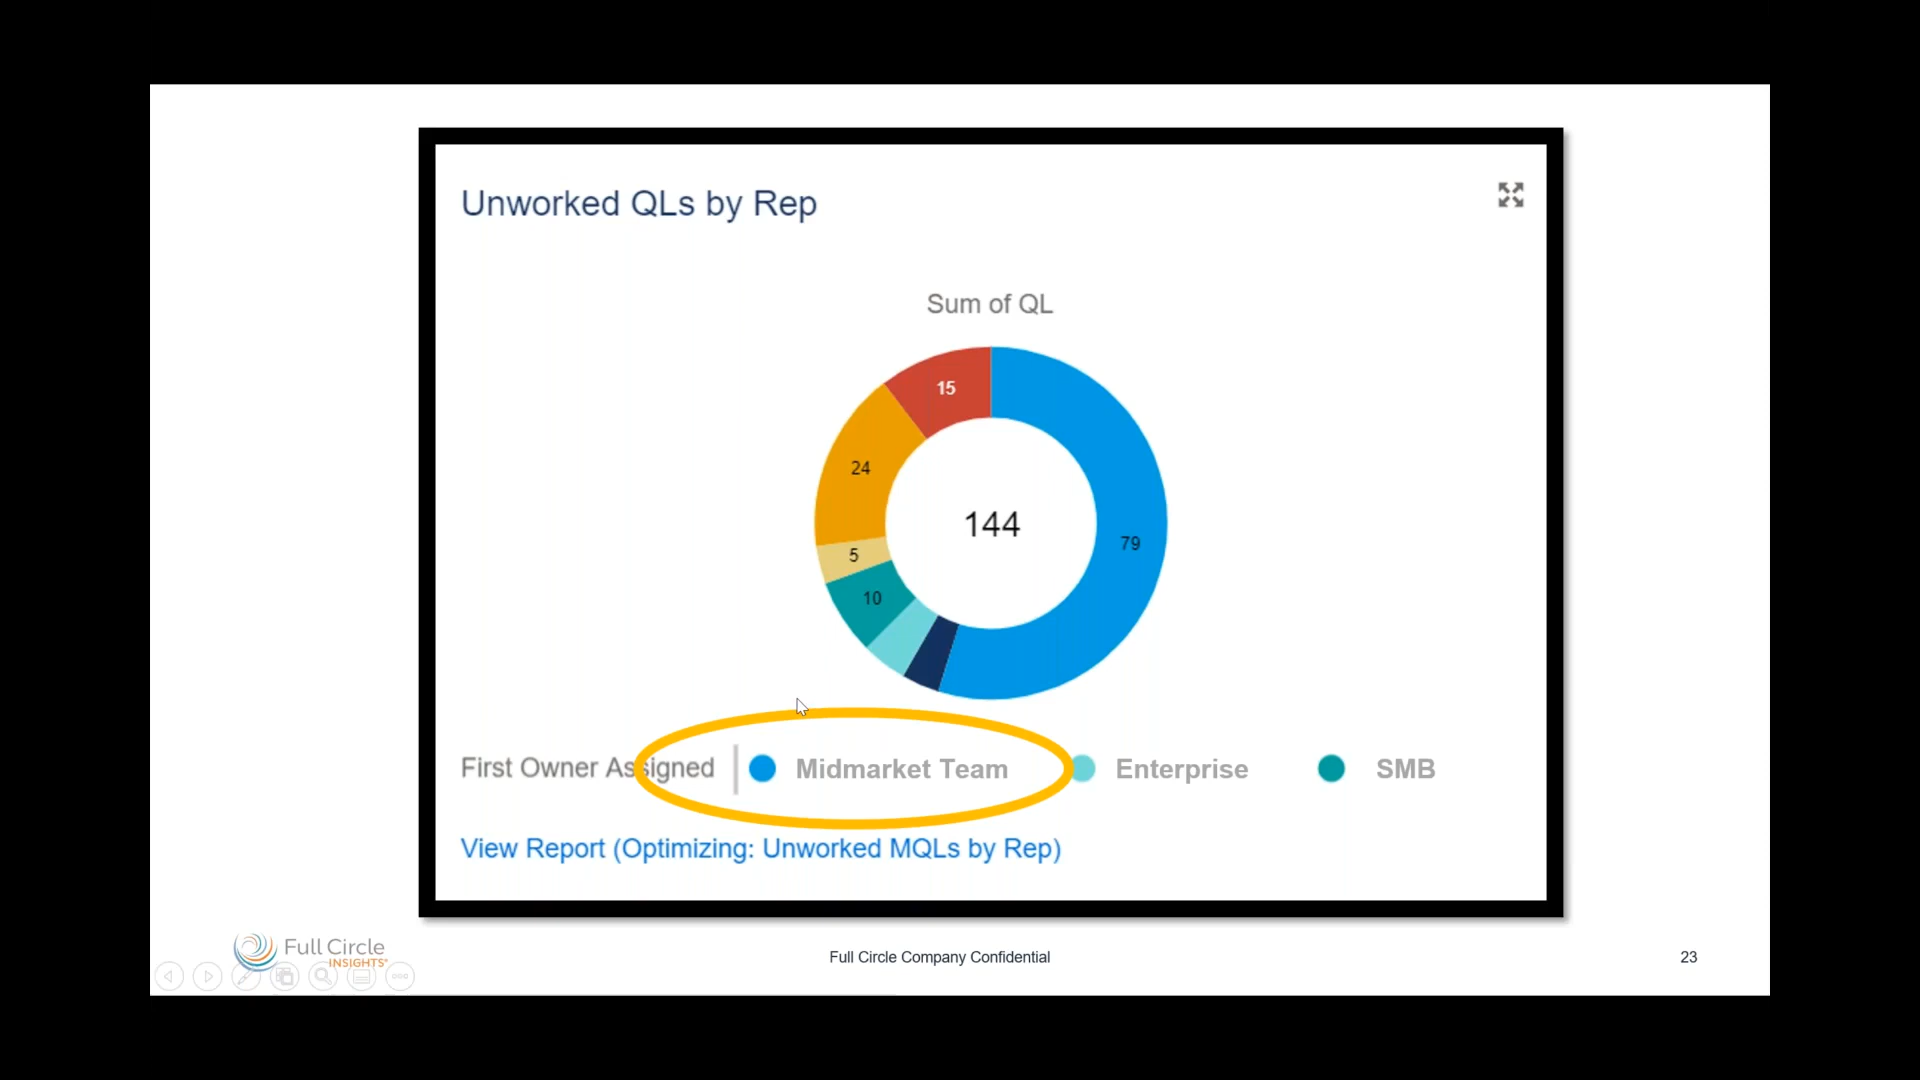 Unworked QLs by Rep
Sum of QL
15
24
144
79
5
10
First Owner Assigned
Midmarket Team
Enterprise
SMB
View Report (Optimizing: Unworked MQLs by Rep)
Full Circle
INSIGHTS
Full Circle Company Confidential
23